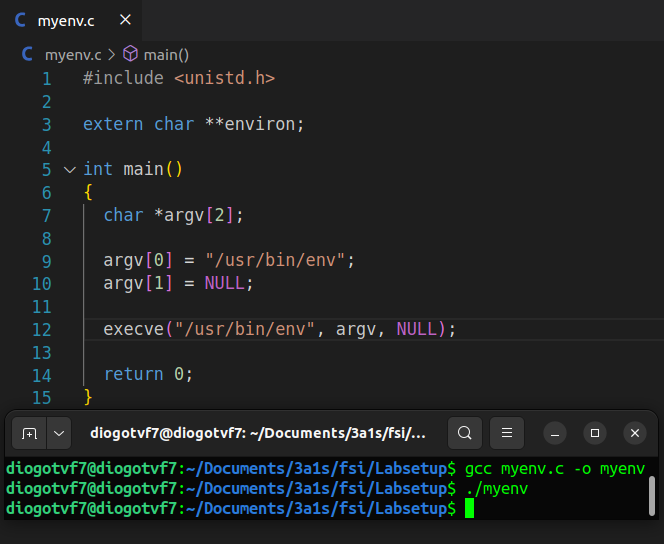 C myenv.c ×
C myenv.c > main()
1 #include <unistd.h>
2
3 extern char **environ;
4
5 int main()
6 {
7   char *argv[2];
8
9   argv[0] = "/usr/bin/env";
10   argv[1] = NULL;
11
12   execve("/usr/bin/env", argv, NULL);
13
14   return 0;
15 }
diogotvf7@diogotvf7: ~/Documents/3a1s/fsi/...
diogotvf7@diogotvf7:~/Documents/3a1s/fsi/Labsetup$ gcc myenv.c -o myenv
diogotvf7@diogotvf7:~/Documents/3a1s/fsi/Labsetup$ ./myenv
diogotvf7@diogotvf7:~/Documents/3a1s/fsi/Labsetup$